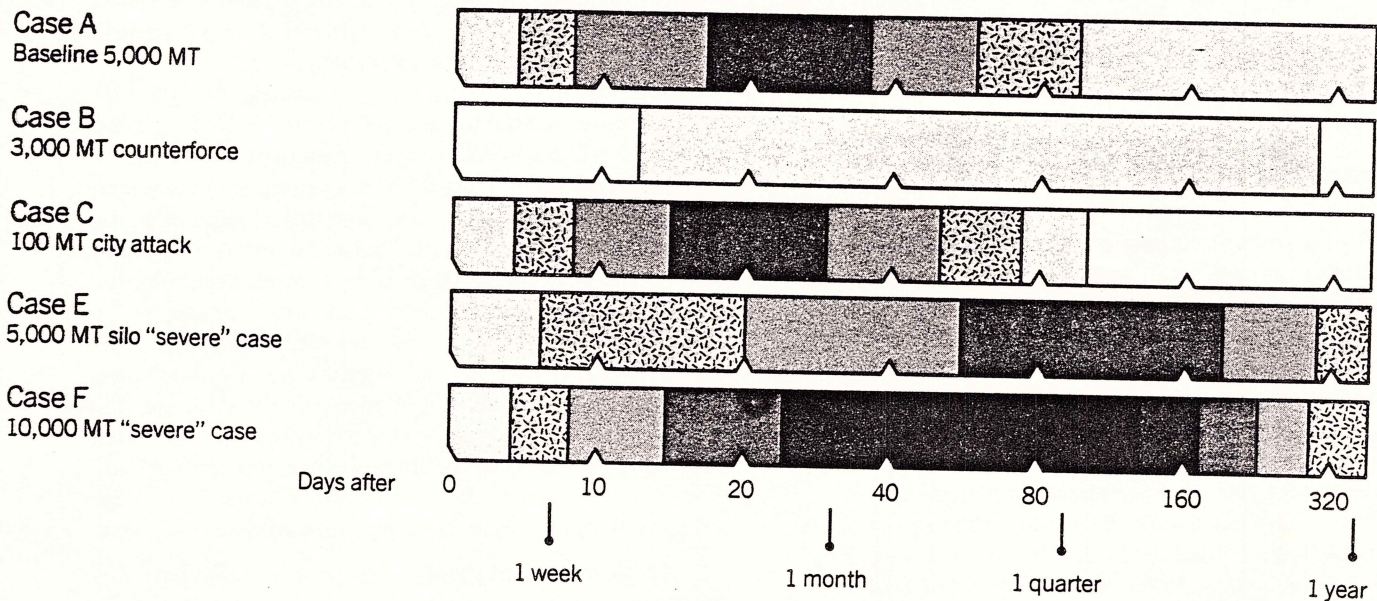 Case A
Baseline 5,000 MT
Case B
3,000 MT counterforce
Case C
100 MT city attack
Case E
5,000 MT silo “severe” case
Case F
10,000 MT “severe” case
Days after 0 10 20 40 80 160 320
1 week 1 month 1 quarter 1 year